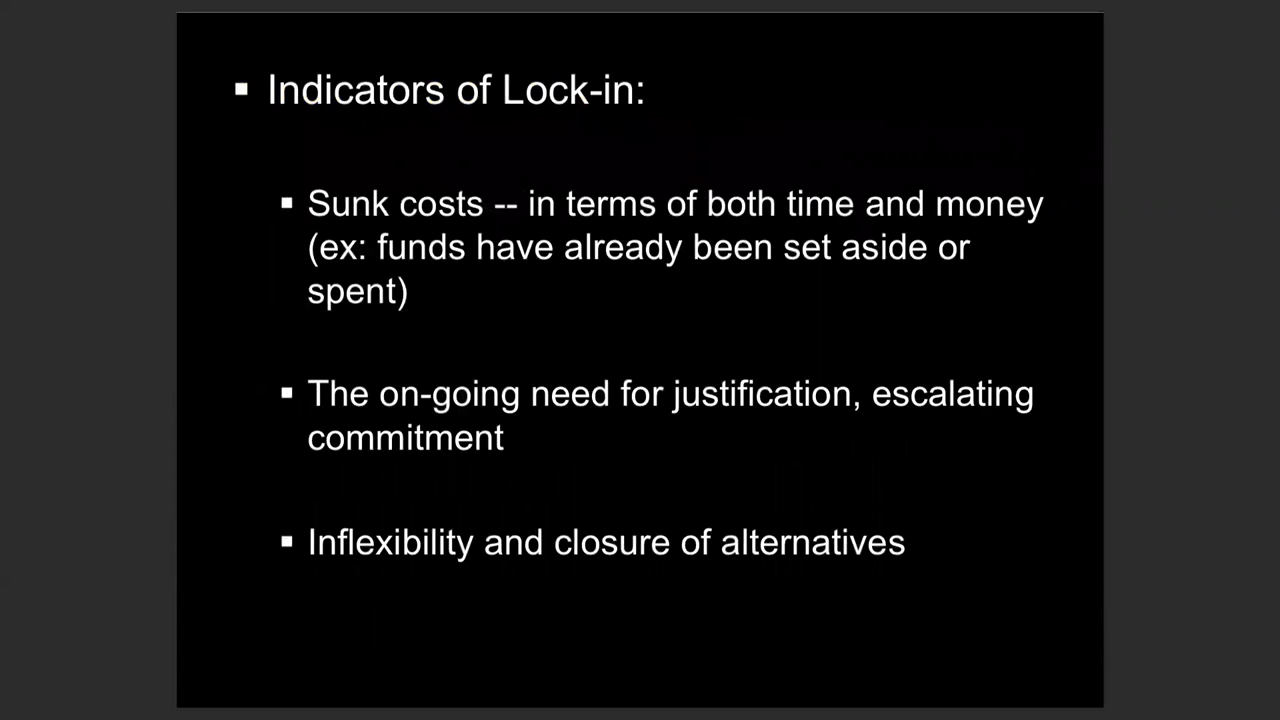 ▪ Indicators of Lock-in:
▪ Sunk costs -- in terms of both time and money
(ex: funds have already been set aside or
spent)
▪ The on-going need for justification, escalating
commitment
▪ Inflexibility and closure of alternatives